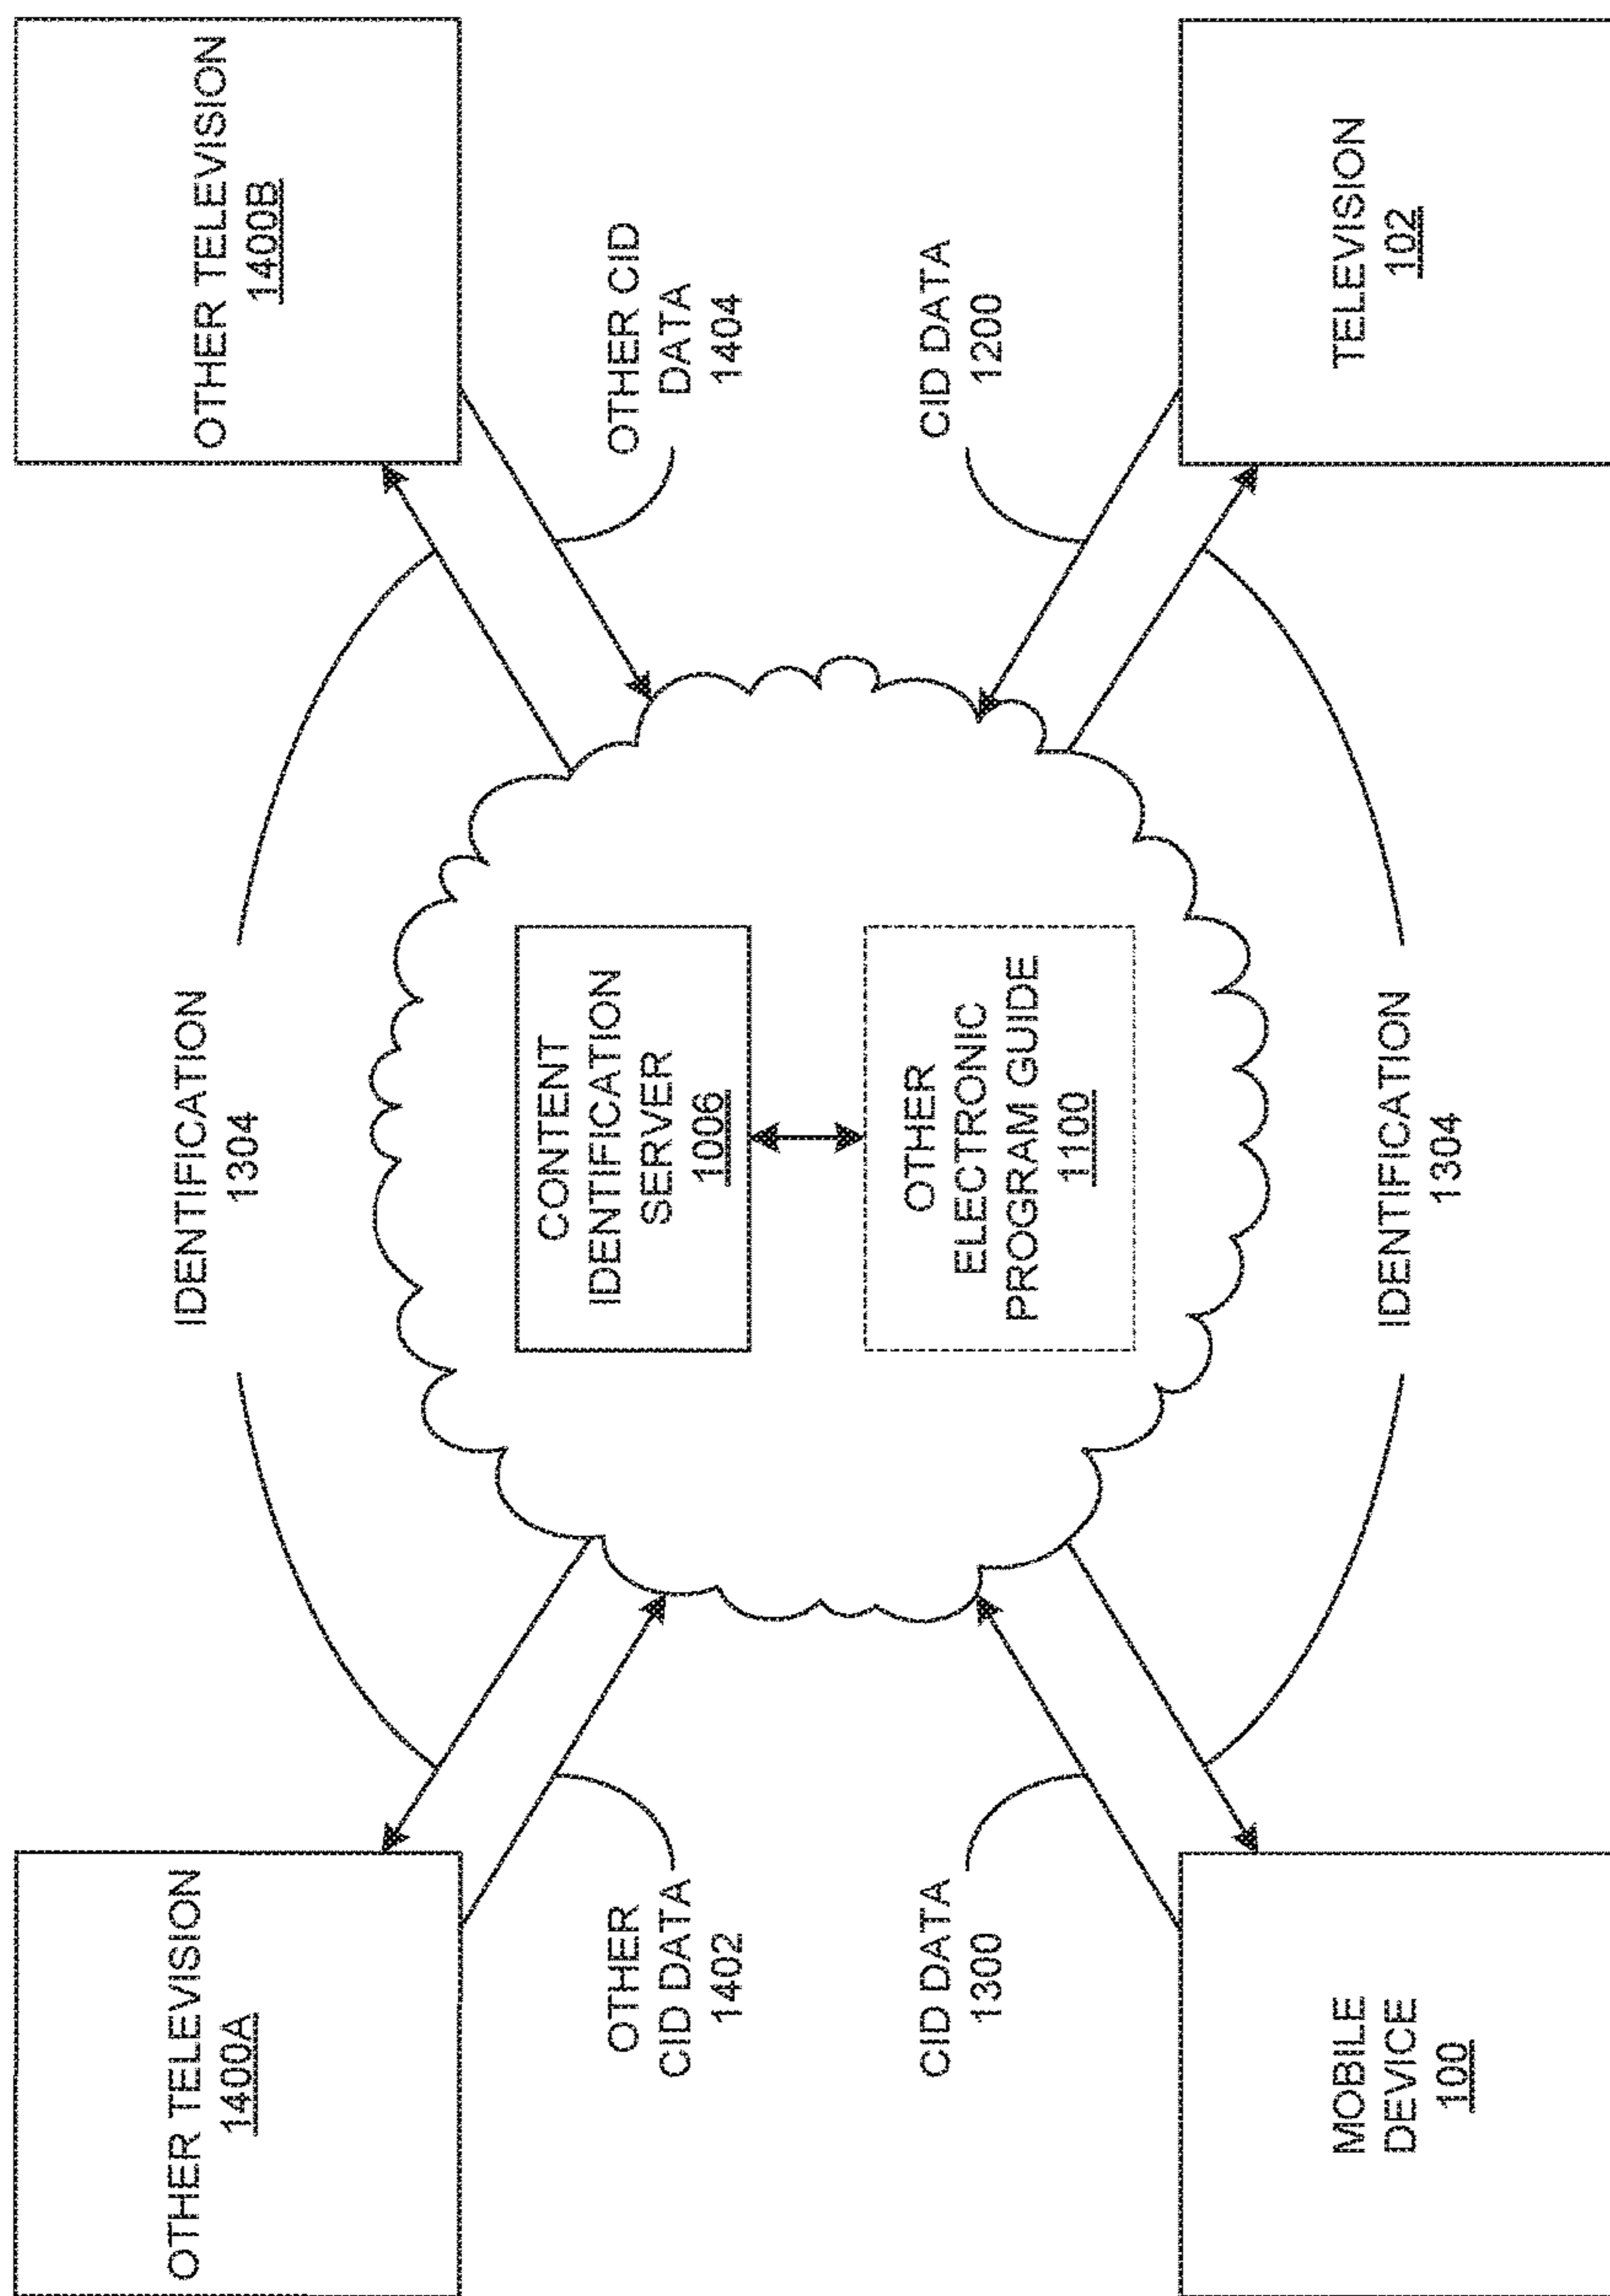 OTHER TELEVISION
1400A
IDENTIFICATION
1304
OTHER TELEVISION
1400B
OTHER
CID DATA
1402
CONTENT
IDENTIFICATION
SERVER
1006
OTHER CID
DATA
1404
CID DATA
1300
OTHER
ELECTRONIC
PROGRAM GUIDE
1100
CID DATA
1200
MOBILE
DEVICE
100
IDENTIFICATION
1304
TELEVISION
102